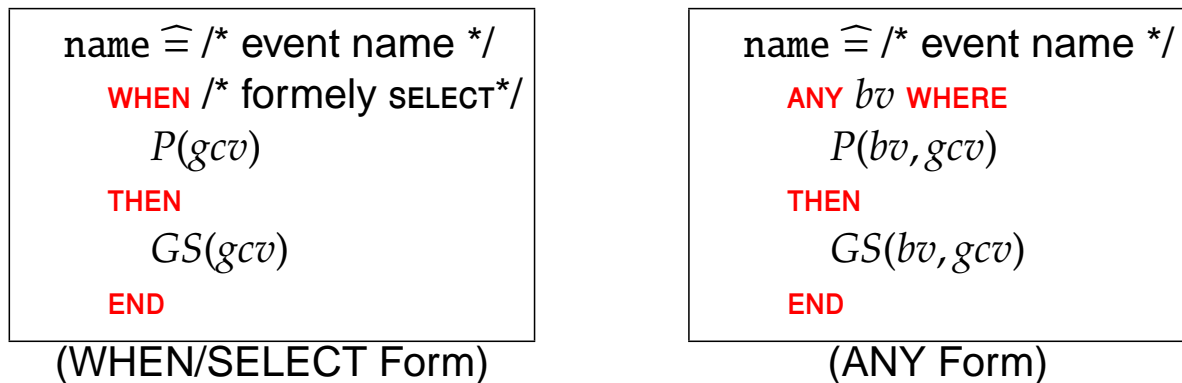 name ≙ /* event name */
WHEN /* formely SELECT*/
P(gcv)
THEN
GS(gcv)
END
(WHEN/SELECT Form)
name ≙ /* event name */
ANY bv WHERE
P(bv, gcv)
THEN
GS(bv, gcv)
END
(ANY Form)